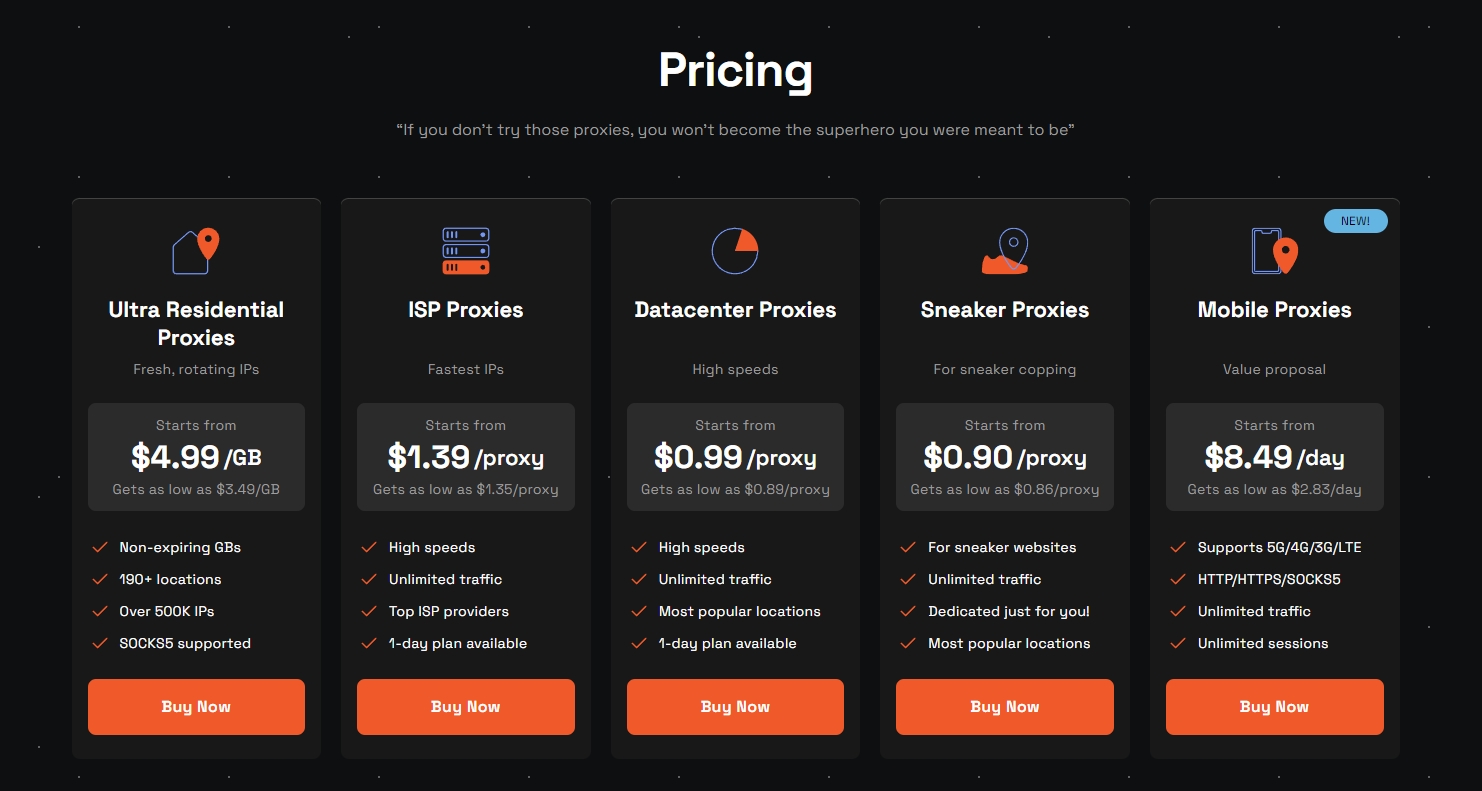 Pricing
“If you don’t try those proxies, you won’t become the superhero you were meant to be”
Ultra Residential
Proxies
Fresh, rotating IPs
Starts from
$4.99 /GB
Gets as low as $3.49/GB
Non-expiring GBs
190+ locations
Over 500K IPs
SOCKS5 supported
Buy Now
ISP Proxies
Fastest IPs
Starts from
$1.39 /proxy
Gets as low as $1.35/proxy
High speeds
Unlimited traffic
Top ISP providers
1-day plan available
Buy Now
Datacenter Proxies
High speeds
Starts from
$0.99 /proxy
Gets as low as $0.89/proxy
High speeds
Unlimited traffic
Most popular locations
1-day plan available
Buy Now
Sneaker Proxies
For sneaker copping
Starts from
$0.90 /proxy
Gets as low as $0.86/proxy
For sneaker websites
Unlimited traffic
Dedicated just for you!
Most popular locations
Buy Now
NEW!
Mobile Proxies
Value proposal
Starts from
$8.49 /day
Gets as low as $2.83/day
Supports 5G/4G/3G/LTE
HTTP/HTTPS/SOCKS5
Unlimited traffic
Unlimited sessions
Buy Now